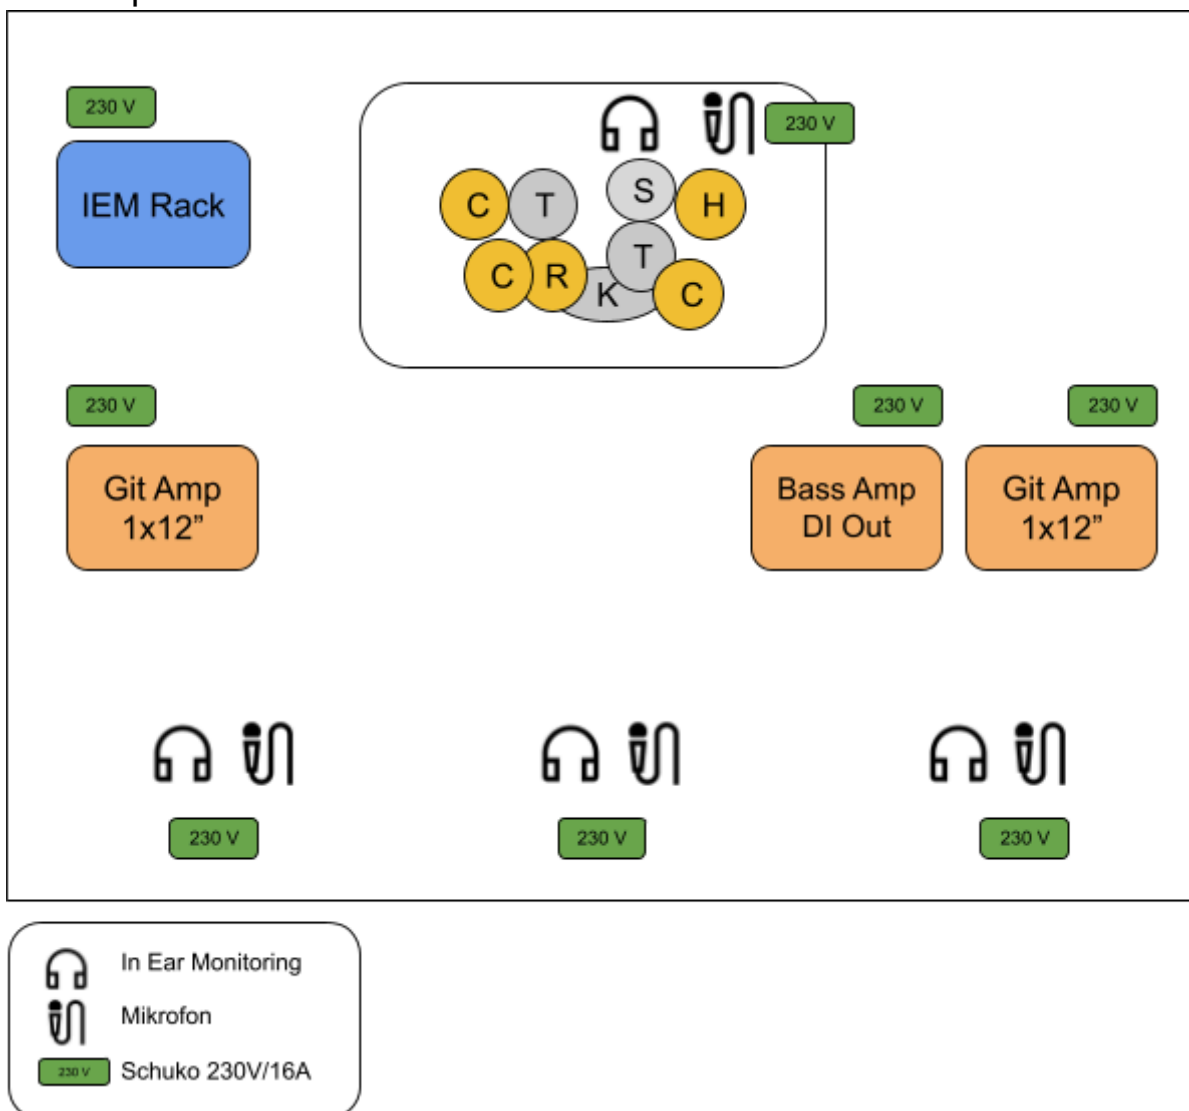 230 V
230 V
IEM Rack
C
T
S
H
C
R
K
T
C
230 V
230 V
230 V
Git Amp
1x12”
Bass Amp
DI Out
Git Amp
1x12”
230 V
230 V
230 V
In Ear Monitoring
Mikrofon
230 V
Schuko 230V/16A